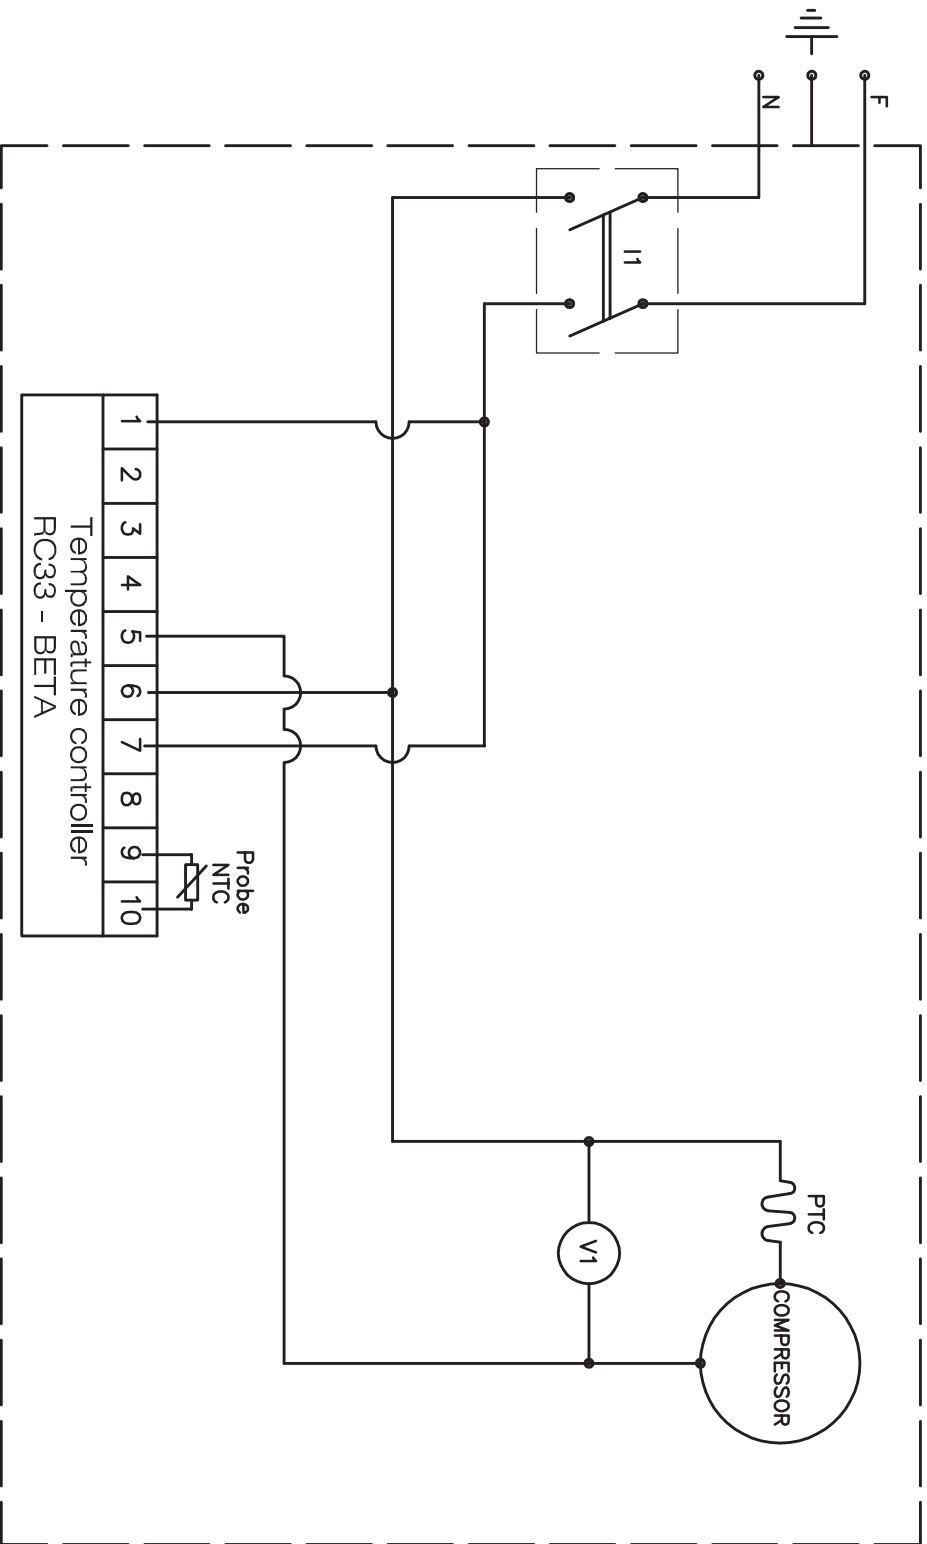 F
PTC
COMPRESSOR
N
I1
V1
Probe
NTC
1 2 3 4 5 6 7 8 9 10
Temperature controller
RC33 - BETA